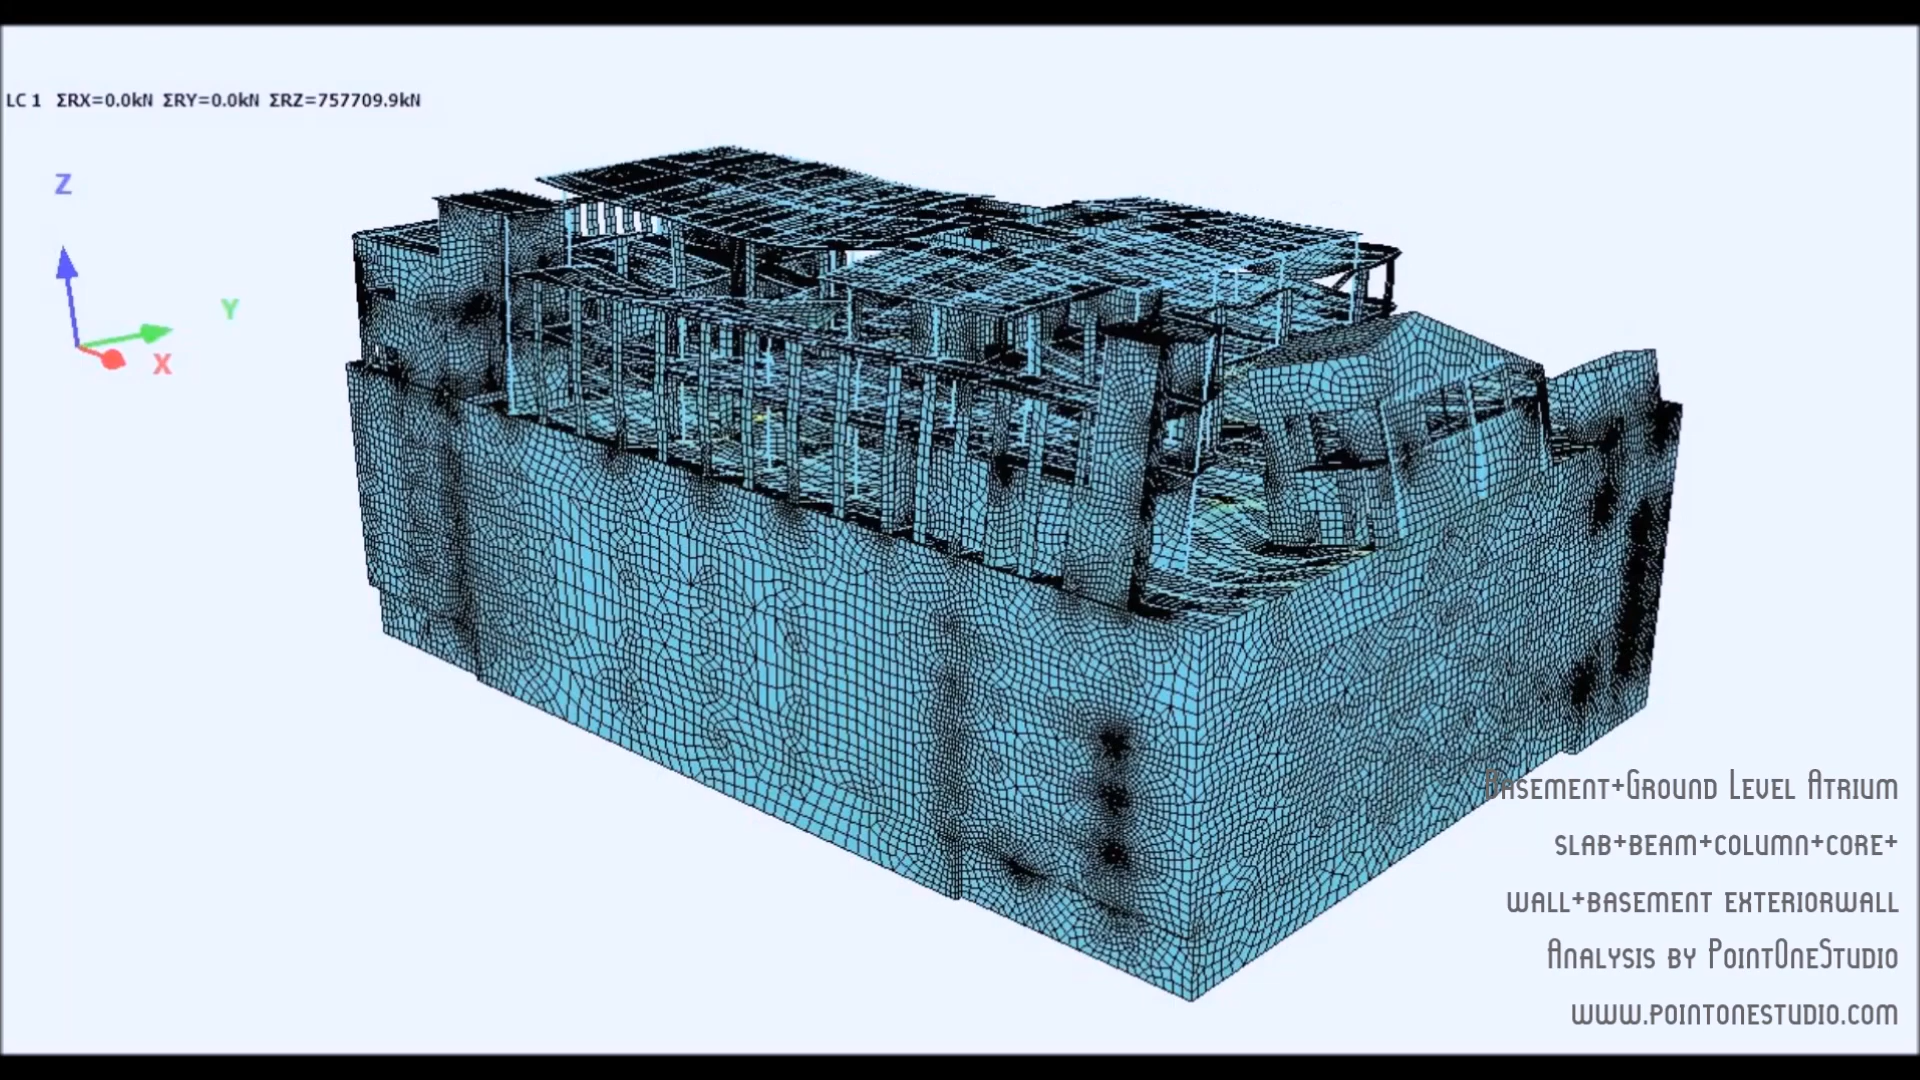 LC 1 ΣRX=0.0kN ΣRY=0.0kN ΣRZ=757709.9kN
Z
Y
X
Basement+Ground Level Atrium
slab+beam+column+core+
wall+basement exteriorwall
Analysis by PointOneStudio
www.pointonestudio.com